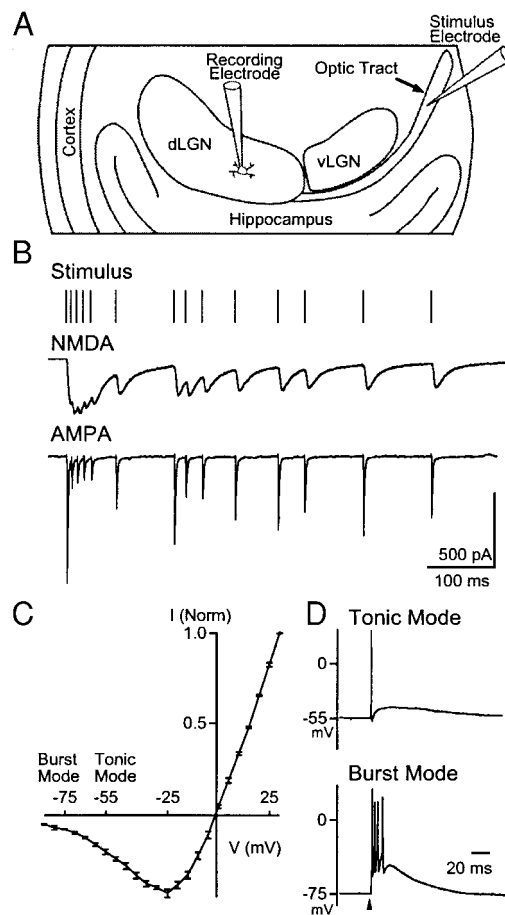 A
Stimulus
Electrode
Recording
Electrode
Optic Tract
Cortex
dLGN
vLGN
Hippocampus
B
Stimulus
NMDA
AMPA
500 pA
100 ms
C
I (Norm)
1.0
0.5
Burst Tonic
Mode Mode
-75 -55 -25 25
V (mV)
D
Tonic Mode
0
-55
mV
Burst Mode
0
20 ms
-75
mV